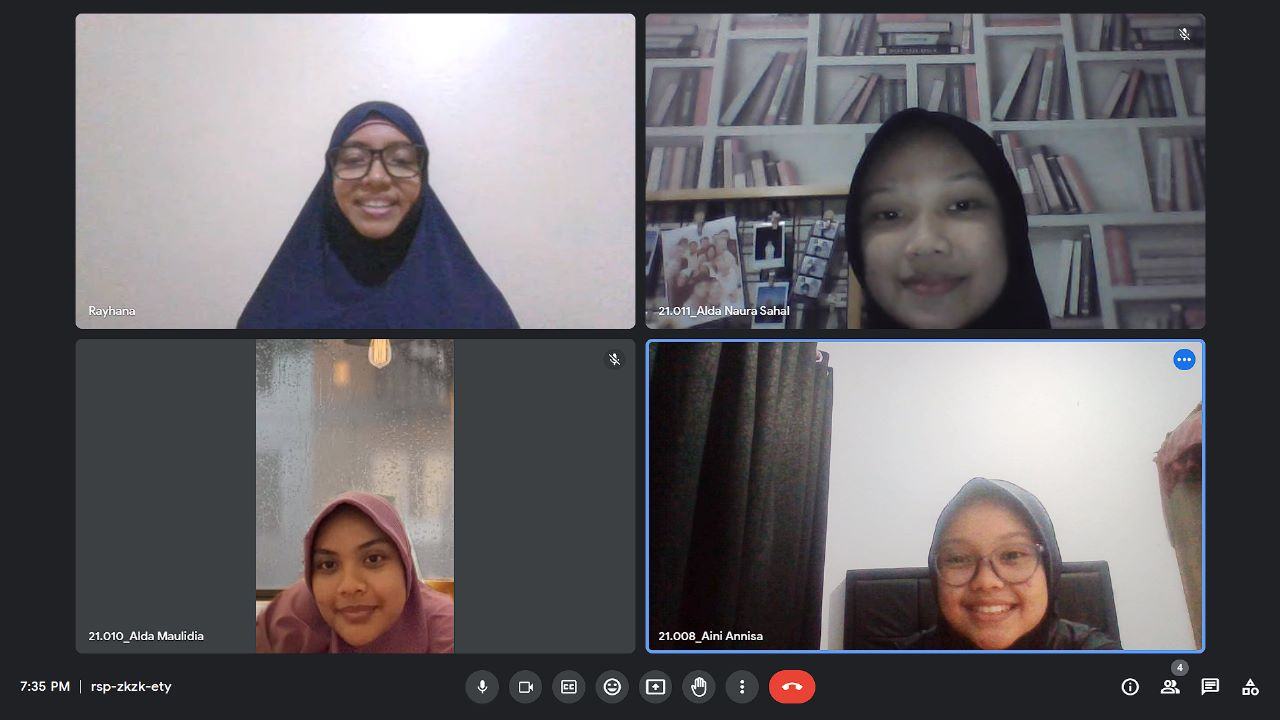 Rayhana
21.011_Alda Naura Sahal
21.010_Alda Maulidia
21.008_Aini Annisa
4
7:35 PM | rsp-zkzk-ety